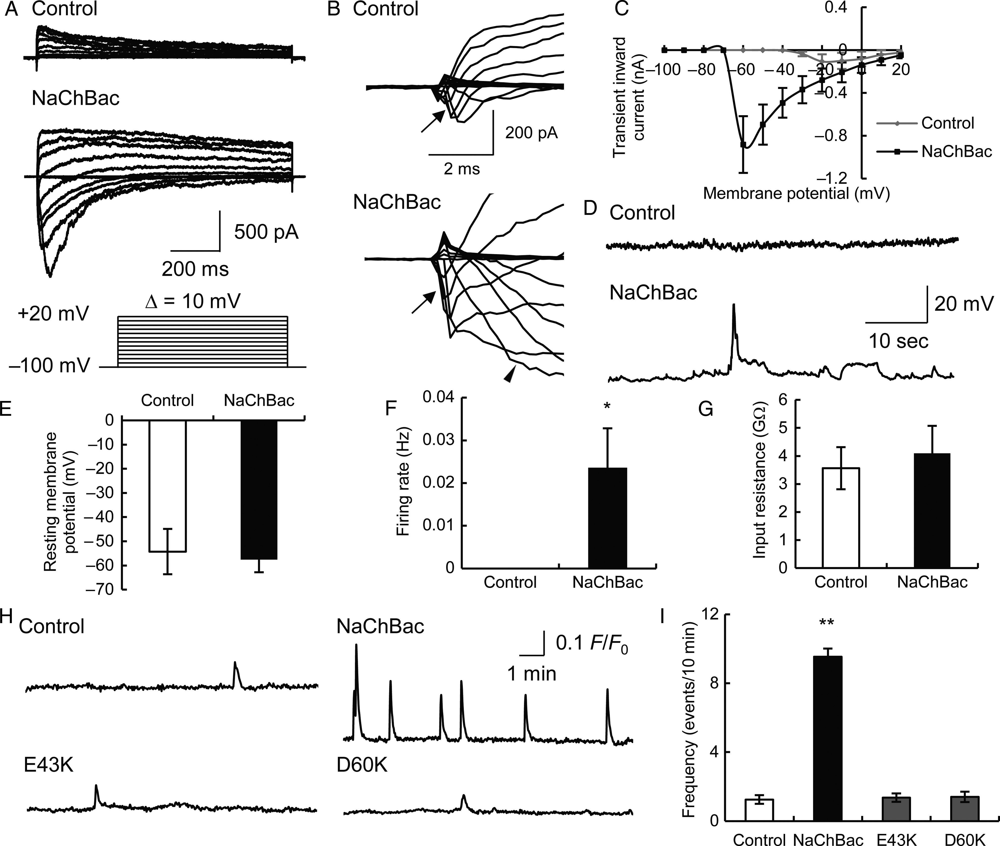 A
Control
NaChBac
500 pA
200 ms
Δ = 10 mV
+20 mV
–100 mV
B
Control
200 pA
2 ms
NaChBac
C
Transient inward
current (nA)
0.4
0
–0.4
–0.8
–1.2
–100 –80 –60 –40 –20 0 20
Membrane potential (mV)
Control
NaChBac
D
Control
NaChBac
20 mV
10 sec
E
Control NaChBac
Resting membrane
potential (mV)
0
–10
–20
–30
–40
–50
–60
–70
F
Firing rate (Hz)
0.04
0.03
0.02
0.01
0
*
Control NaChBac
G
Input resistance (GΩ)
6
5
4
3
2
1
0
Control NaChBac
H
Control
NaChBac
0.1 F/F0
1 min
E43K
D60K
I
Frequency (events/10 min)
12
8
4
0
**
Control NaChBac E43K D60K